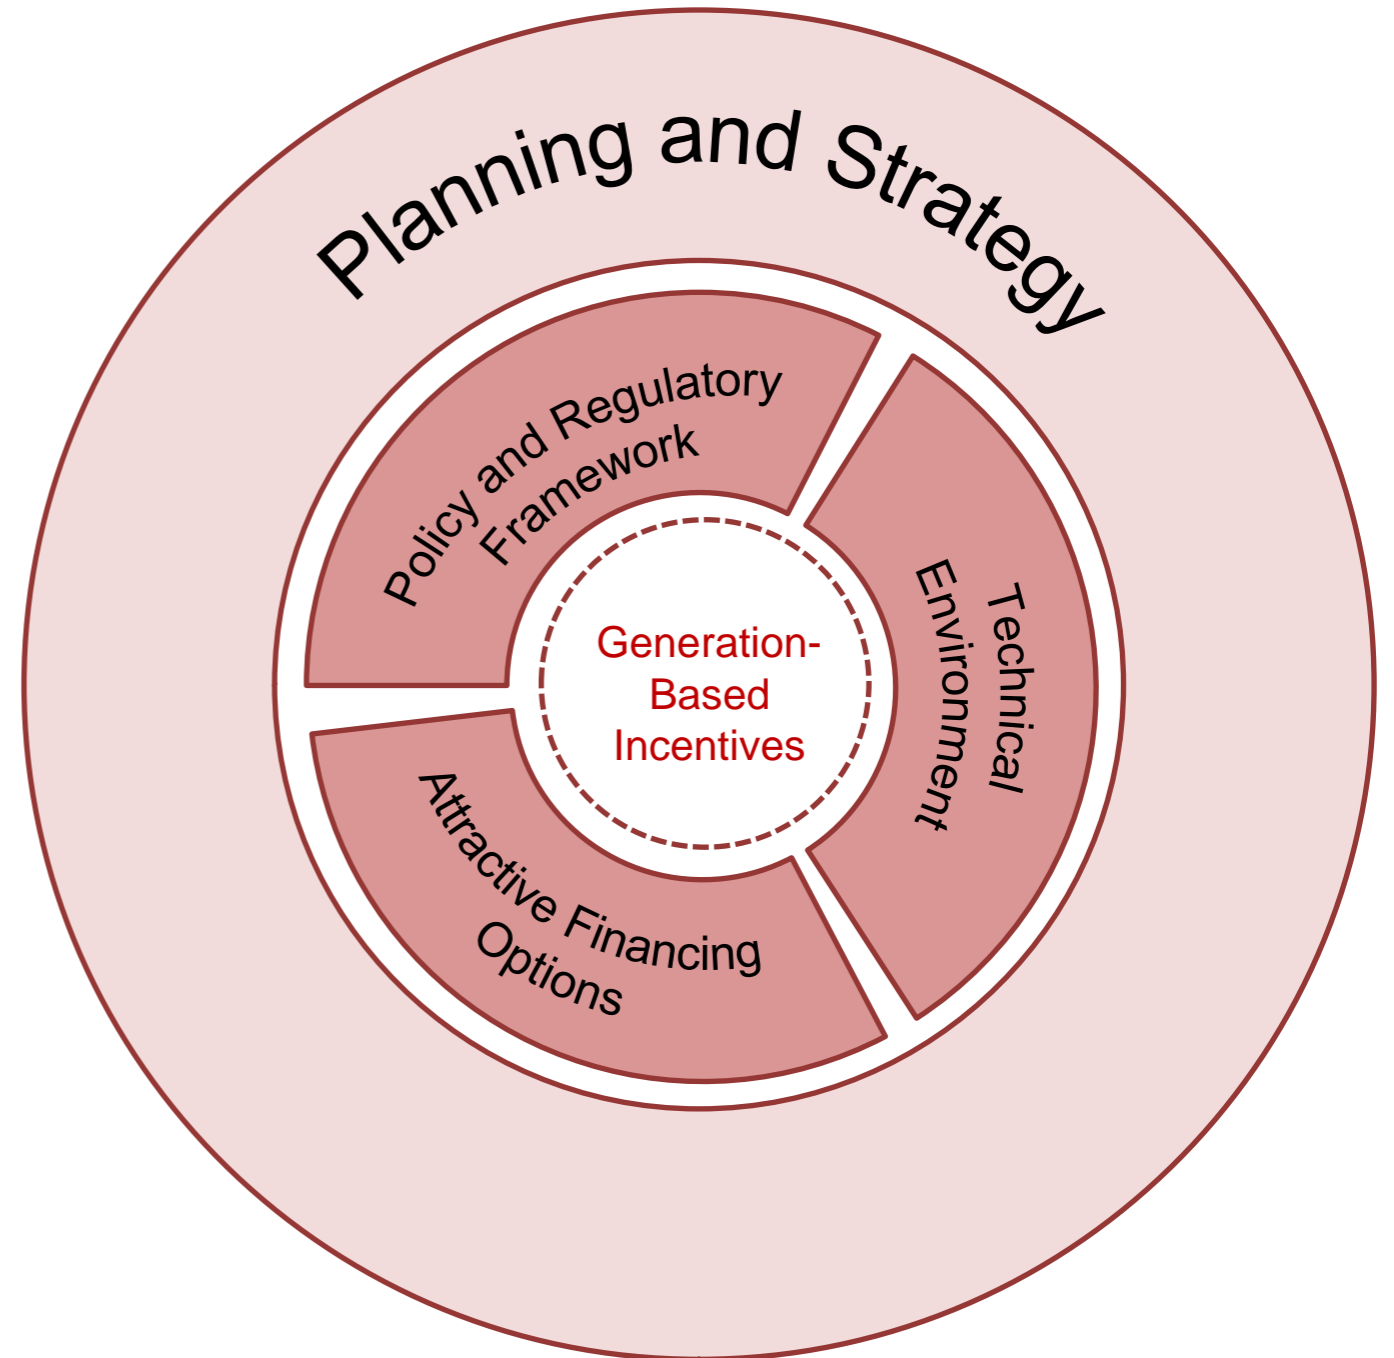 Planning and Strategy
Policy and Regulatory
Framework
Technical
Environment
Generation-
Based
Incentives
Attractive Financing
Options